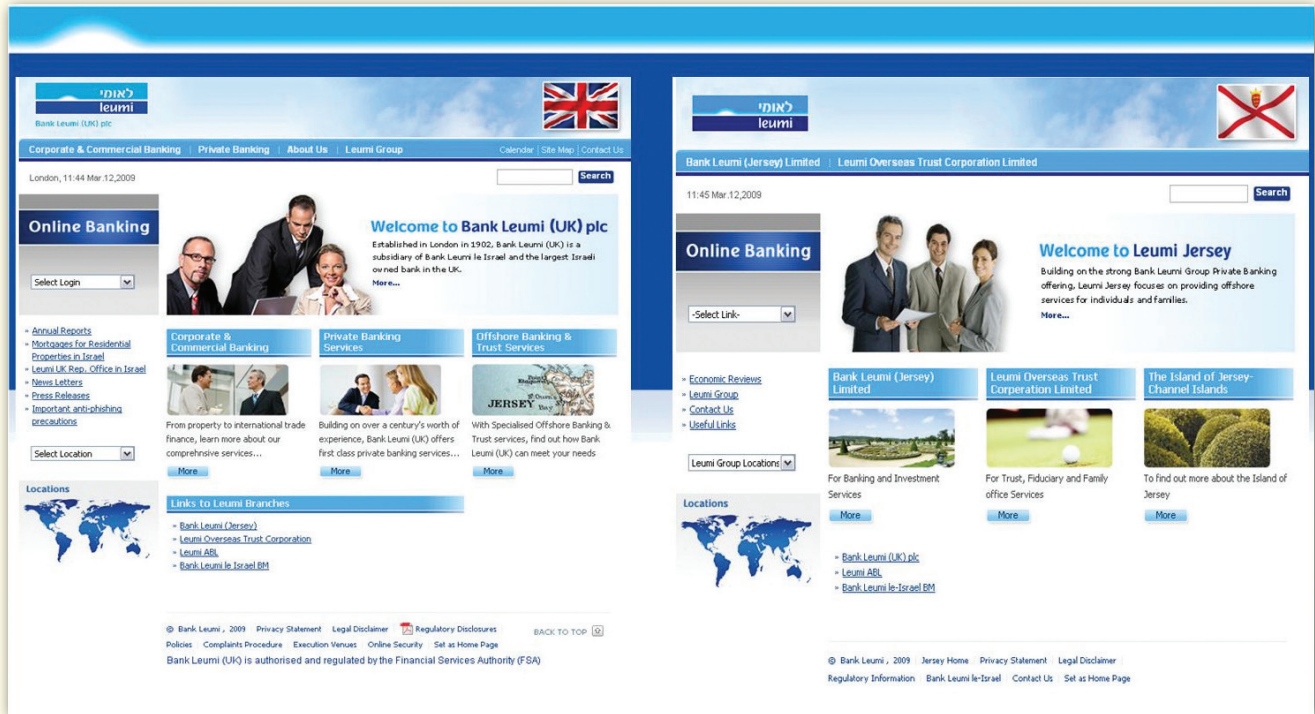 לאומי
leumi
Bank Leumi (UK) plc
Corporate & Commercial Banking | Private Banking | About Us | Leumi Group
Calendar | Site Map | Contact Us
London, 11:44 Mar.12,2009
Search
Online Banking
Select Login
Welcome to Bank Leumi (UK) plc
Established in London in 1902, Bank Leumi (UK) is a
subsidiary of Bank Leumi le Israel and the largest Israeli
owned bank in the UK.
More...
» Annual Reports
» Mortgages for Residential
Properties in Israel
» Leumi UK Rep. Office in Israel
» News Letters
» Press Releases
» Important anti-phishing
precautions
Select Location
Locations
Corporate &
Commercial Banking
From property to international trade
finance, learn more about our
comprehnsive services...
More
Private Banking
Services
Building on over a century's worth of
experience, Bank Leumi (UK) offers
first class private banking services...
More
Offshore Banking &
Trust Services
JERSEY
Bay
With Specialised Offshore Banking &
Trust services, find out how Bank
Leumi (UK) can meet your needs
More
Links to Leumi Branches
» Bank Leumi (Jersey)
» Leumi Overseas Trust Corporation
» Leumi ABL
» Bank Leumi le Israel BM
© Bank Leumi , 2009 Privacy Statement Legal Disclaimer Regulatory Disclosures
BACK TO TOP
Policies Complaints Procedure Execution Venues Online Security Set as Home Page
Bank Leumi (UK) is authorised and regulated by the Financial Services Authority (FSA)
לאומי
leumi
Bank Leumi (Jersey) Limited | Leumi Overseas Trust Corporation Limited
11:45 Mar.12,2009
Search
Online Banking
-Select Link-
Welcome to Leumi Jersey
Building on the strong Bank Leumi Group Private Banking
offering, Leumi Jersey focuses on providing offshore
services for individuals and families.
More...
» Economic Reviews
» Leumi Group
» Contact Us
» Useful Links
Leumi Group Locations
Locations
Bank Leumi (Jersey)
Limited
For Banking and Investment
Services
More
Leumi Overseas Trust
Corperation Limited
For Trust, Fiduciary and Family
office Services
More
The Island of Jersey-
Channel Islands
To find out more about the Island of
Jersey
More
» Bank Leumi (UK) plc
» Leumi ABL
» Bank Leumi le-Israel BM
© Bank Leumi , 2009 Jersey Home Privacy Statement Legal Disclaimer
Regulatory Information Bank Leumi le-Israel Contact Us Set as Home Page